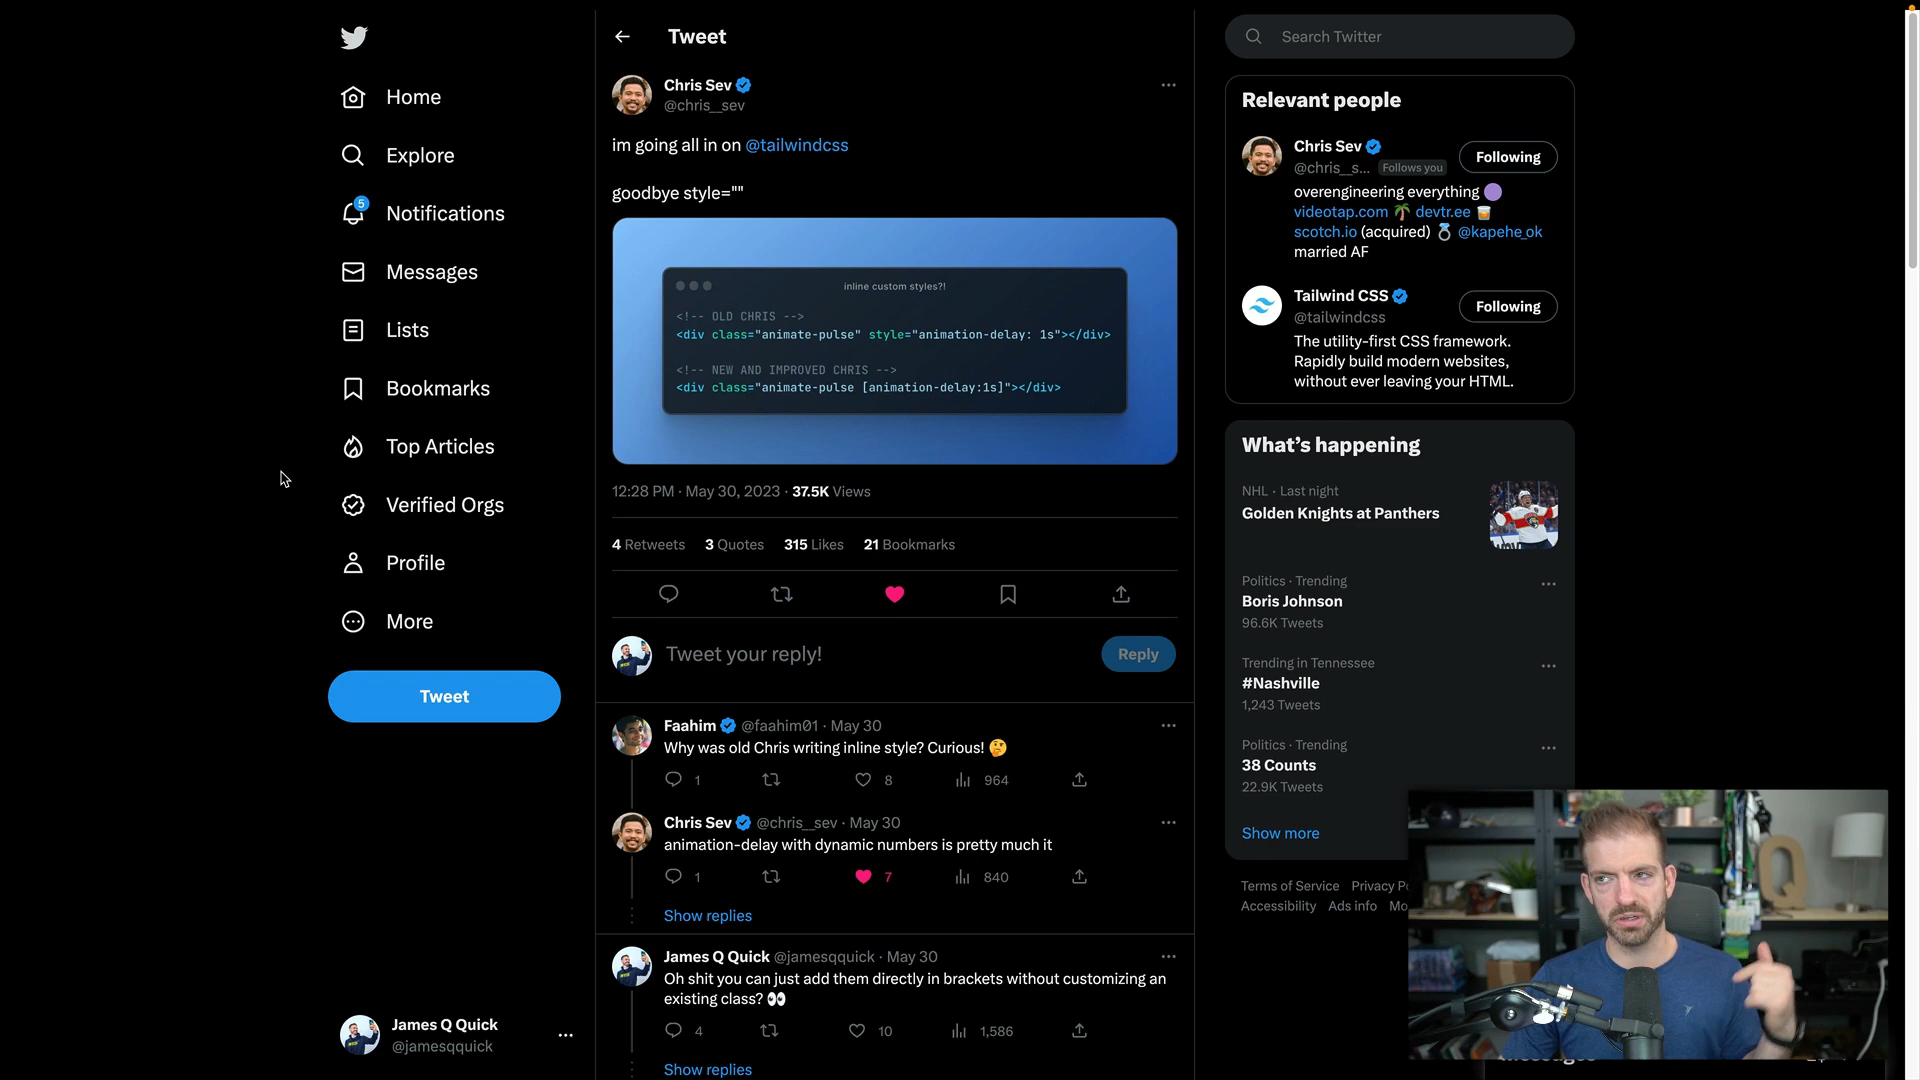 Home
Explore
5
Notifications
Messages
Lists
Bookmarks
Top Articles
Verified Orgs
Profile
More
Tweet
James Q Quick
@jamesqquick
Tweet
Chris Sev
@chris__sev
im going all in on @tailwindcss
goodbye style=""
inline custom styles?!
<!-- OLD CHRIS -->
<div class="animate-pulse" style="animation-delay: 1s"></div>
<!-- NEW AND IMPROVED CHRIS -->
<div class="animate-pulse [animation-delay:1s]"></div>
12:28 PM · May 30, 2023 · 37.5K Views
4 Retweets 3 Quotes 315 Likes 21 Bookmarks
Tweet your reply!
Reply
Faahim @faahim01 · May 30
Why was old Chris writing inline style? Curious! 🤔
1 8 964
Chris Sev @chris__sev · May 30
animation-delay with dynamic numbers is pretty much it
1 7 840
Show replies
James Q Quick @jamesqquick · May 30
Oh shit you can just add them directly in brackets without customizing an
existing class? 👀
4 10 1,586
Show replies
Search Twitter
Relevant people
Chris Sev
@chris__s... Follows you
Following
overengineering everything 🟣
videotap.com 🌴 devtr.ee 🥃
scotch.io (acquired) 💍 @kapehe_ok
married AF
Tailwind CSS
@tailwindcss
Following
The utility-first CSS framework.
Rapidly build modern websites,
without ever leaving your HTML.
What's happening
NHL · Last night
Golden Knights at Panthers
Politics · Trending
Boris Johnson
96.6K Tweets
Trending in Tennessee
#Nashville
1,243 Tweets
Politics · Trending
38 Counts
22.9K Tweets
Show more
Terms of Service Privacy Po
Accessibility Ads info Mo